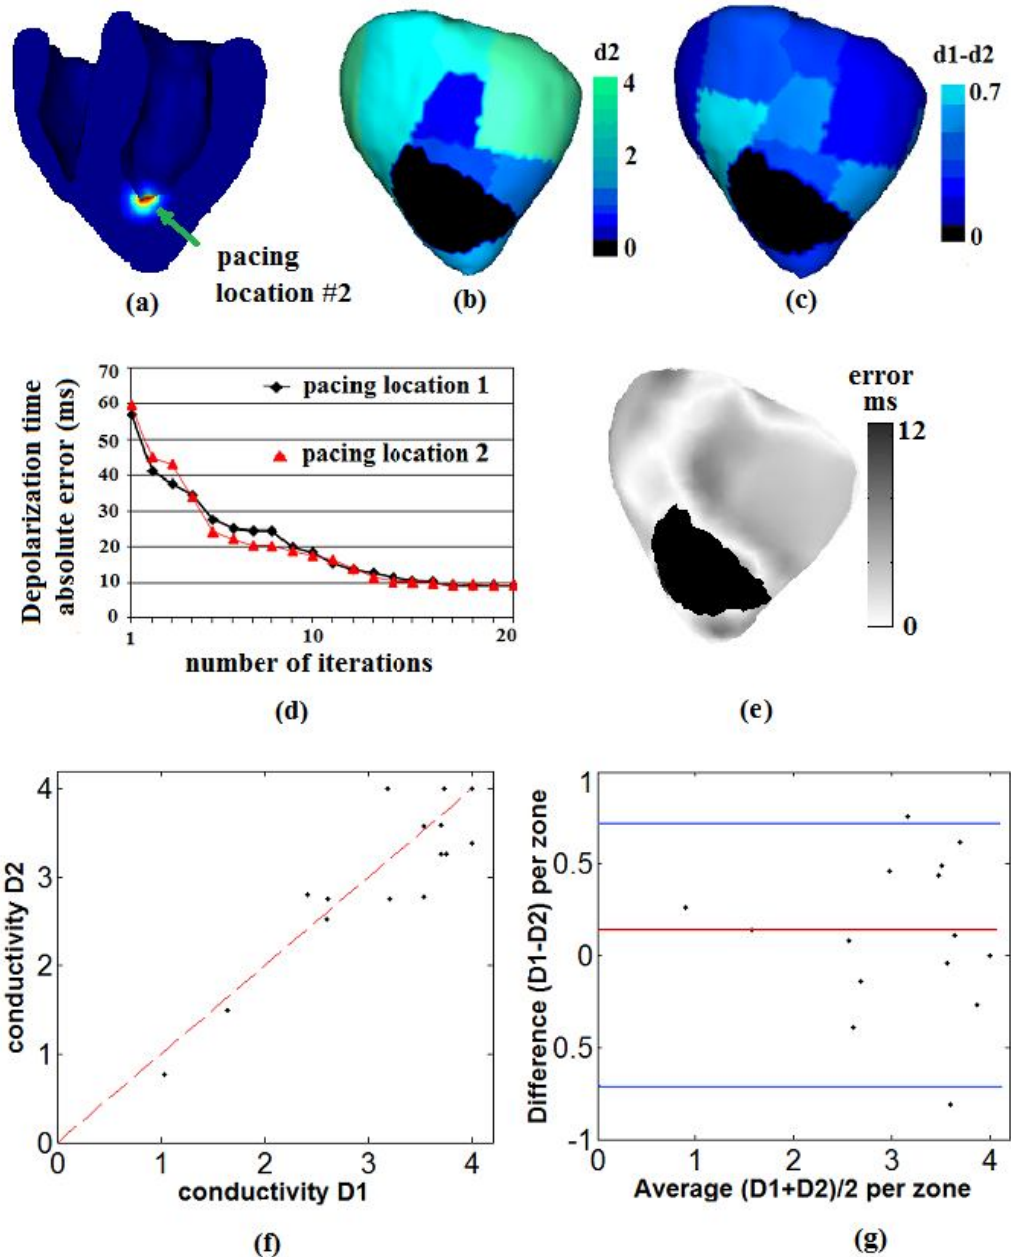 d2
4
2
0
d1-d2
0.7
0
pacing
location #2
(a)
(b)
(c)
Depolarization time
absolute error (ms)
70
60
50
40
30
20
10
0
pacing location 1
pacing location 2
1
10
20
number of iterations
(d)
error
ms
12
0
(e)
conductivity D2
4
3
2
1
0
0
1
2
3
4
conductivity D1
(f)
Difference (D1-D2) per zone
1
0.5
0
0.5
-1
0
1
2
3
4
Average (D1+D2)/2 per zone
(g)